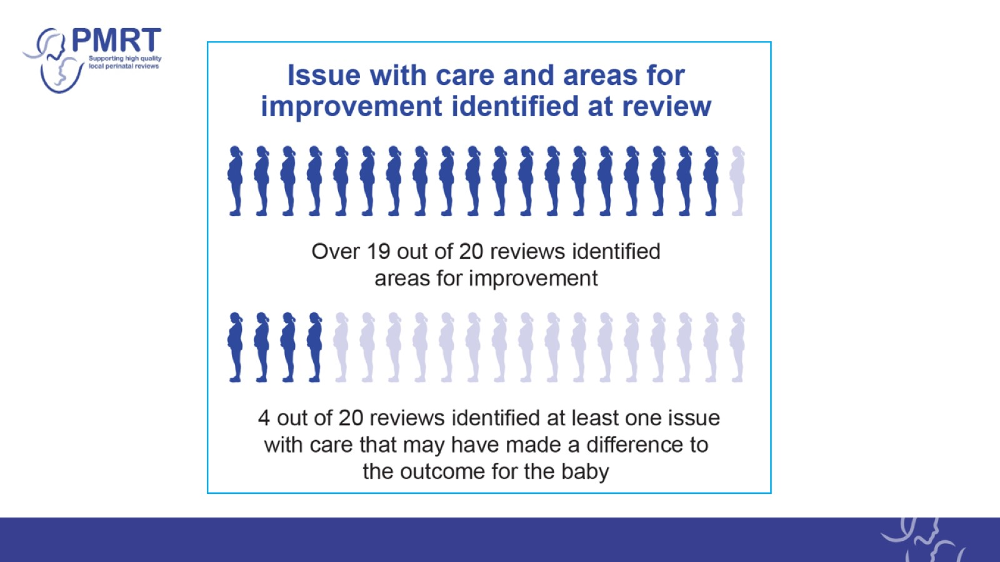 PMRT
Supporting high quality
local perinatal reviews
Issue with care and areas for
improvement identified at review
Over 19 out of 20 reviews identified
areas for improvement
4 out of 20 reviews identified at least one issue
with care that may have made a difference to
the outcome for the baby